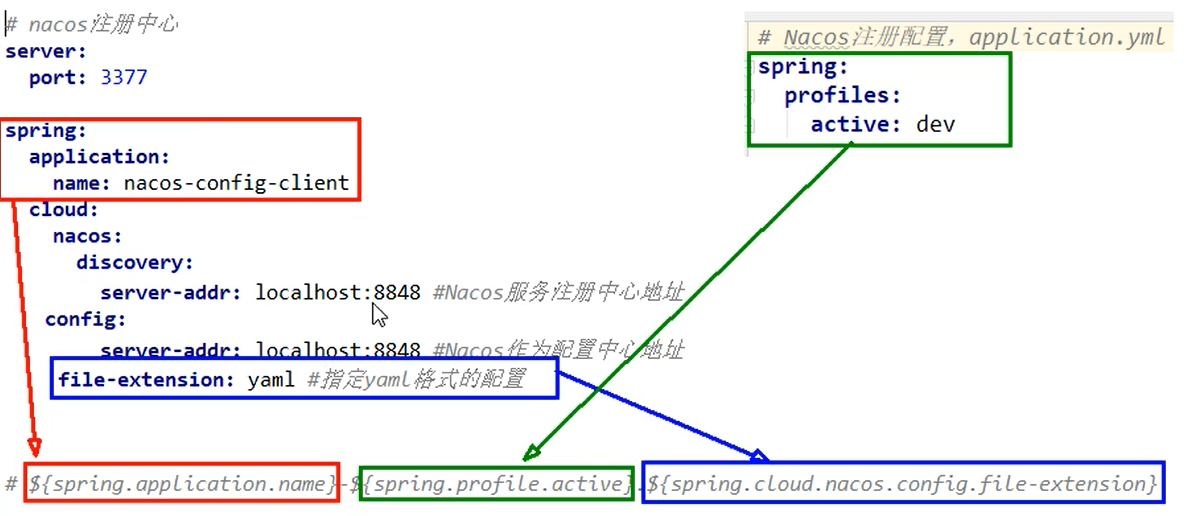 # nacos注册中心
server:
  port: 3377
spring:
  application:
    name: nacos-config-client
  cloud:
    nacos:
      discovery:
        server-addr: localhost:8848 #Nacos服务注册中心地址
    config:
        server-addr: localhost:8848 #Nacos作为配置中心地址
     file-extension: yaml #指定yaml格式的配置
# Nacos注册配置，application.yml
spring:
  profiles:
    active: dev
# ${spring.application.name}-${spring.profile.active}.${spring.cloud.nacos.config.file-extension}